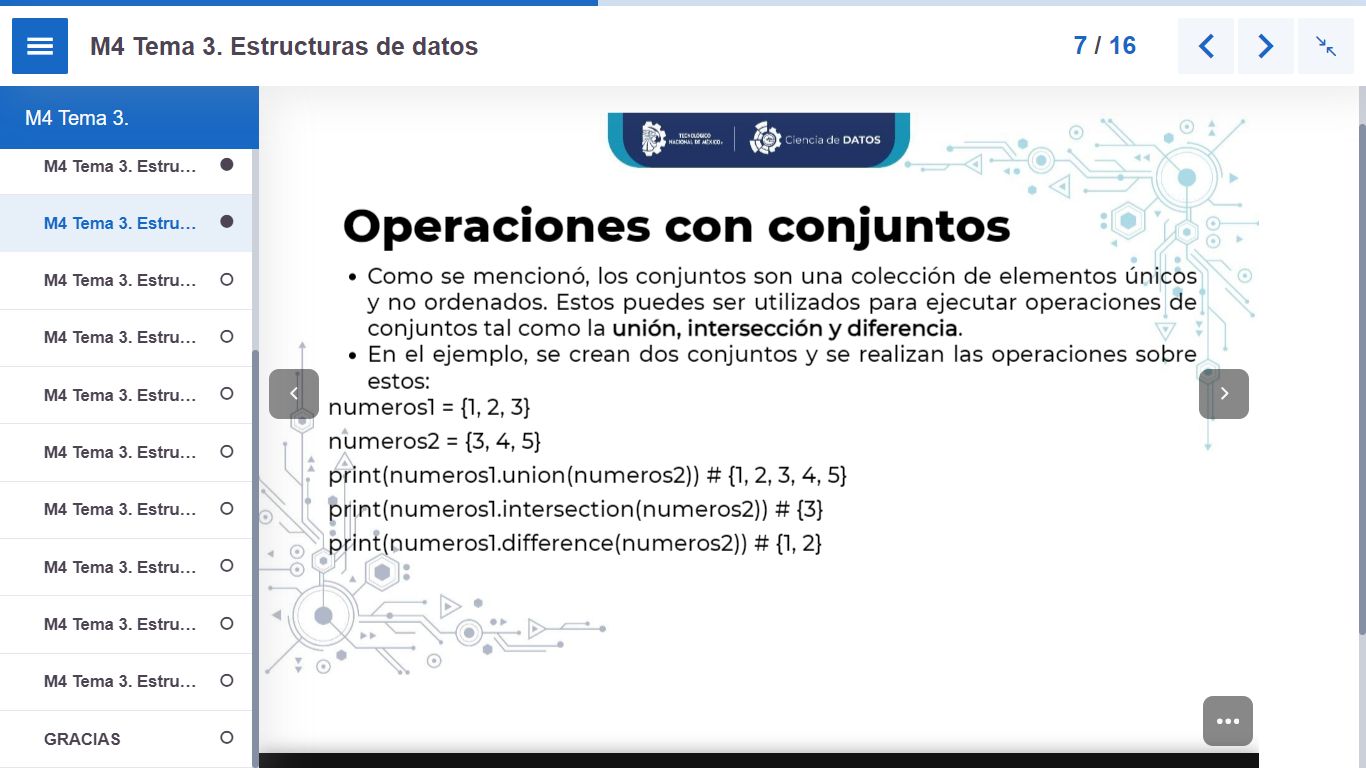 M4 Tema 3. Estructuras de datos
7 / 16
M4 Tema 3.
M4 Tema 3. Estru...
M4 Tema 3. Estru...
M4 Tema 3. Estru...
M4 Tema 3. Estru...
M4 Tema 3. Estru...
M4 Tema 3. Estru...
M4 Tema 3. Estru...
M4 Tema 3. Estru...
M4 Tema 3. Estru...
M4 Tema 3. Estru...
GRACIAS
TECNOLÓGICO
NACIONAL DE MÉXICO
Ciencia de DATOS
Operaciones con conjuntos
• Como se mencionó, los conjuntos son una colección de elementos únicos
y no ordenados. Estos puedes ser utilizados para ejecutar operaciones de
conjuntos tal como la unión, intersección y diferencia.
• En el ejemplo, se crean dos conjuntos y se realizan las operaciones sobre
estos:
numeros1 = {1, 2, 3}
numeros2 = {3, 4, 5}
print(numeros1.union(numeros2)) # {1, 2, 3, 4, 5}
print(numeros1.intersection(numeros2)) # {3}
print(numeros1.difference(numeros2)) # {1, 2}